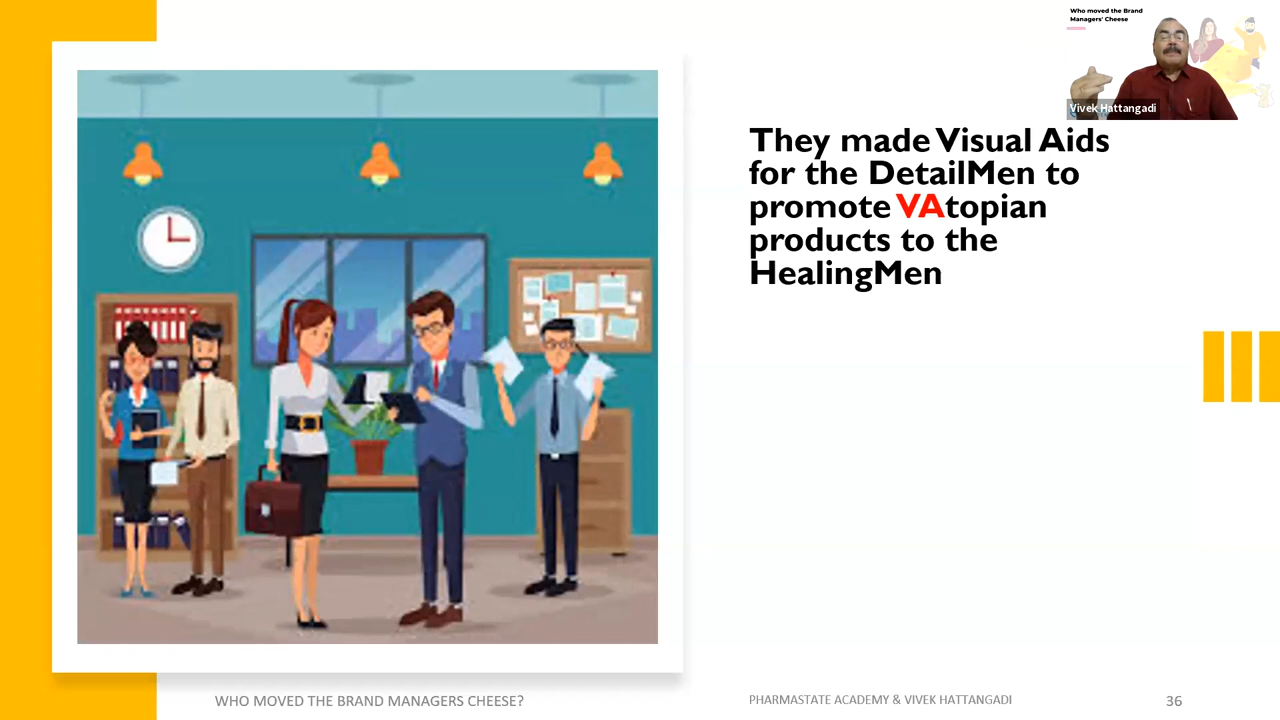 Who moved the Brand
Managers' Cheese
Vivek Hattangadi
They made Visual Aids
for the DetailMen to
promote VAtopian
products to the
HealingMen
WHO MOVED THE BRAND MANAGERS CHEESE?
PHARMASTATE ACADEMY & VIVEK HATTANGADI
36